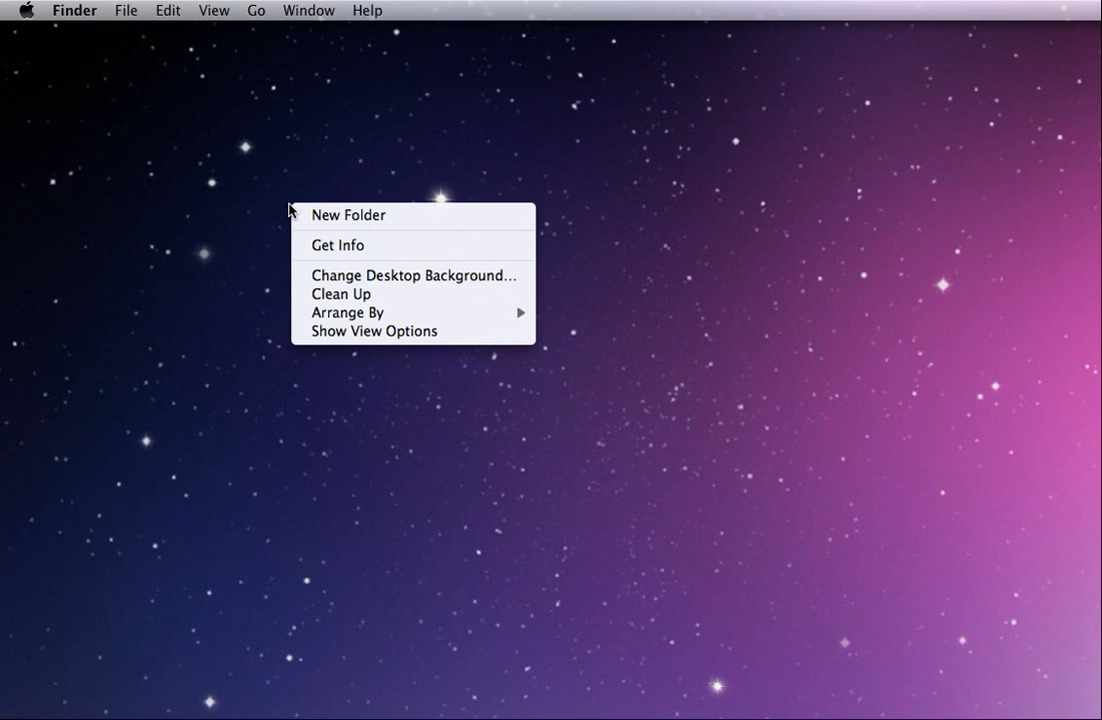 Finder File Edit View Go Window Help
New Folder
Get Info
Change Desktop Background...
Clean Up
Arrange By
Show View Options